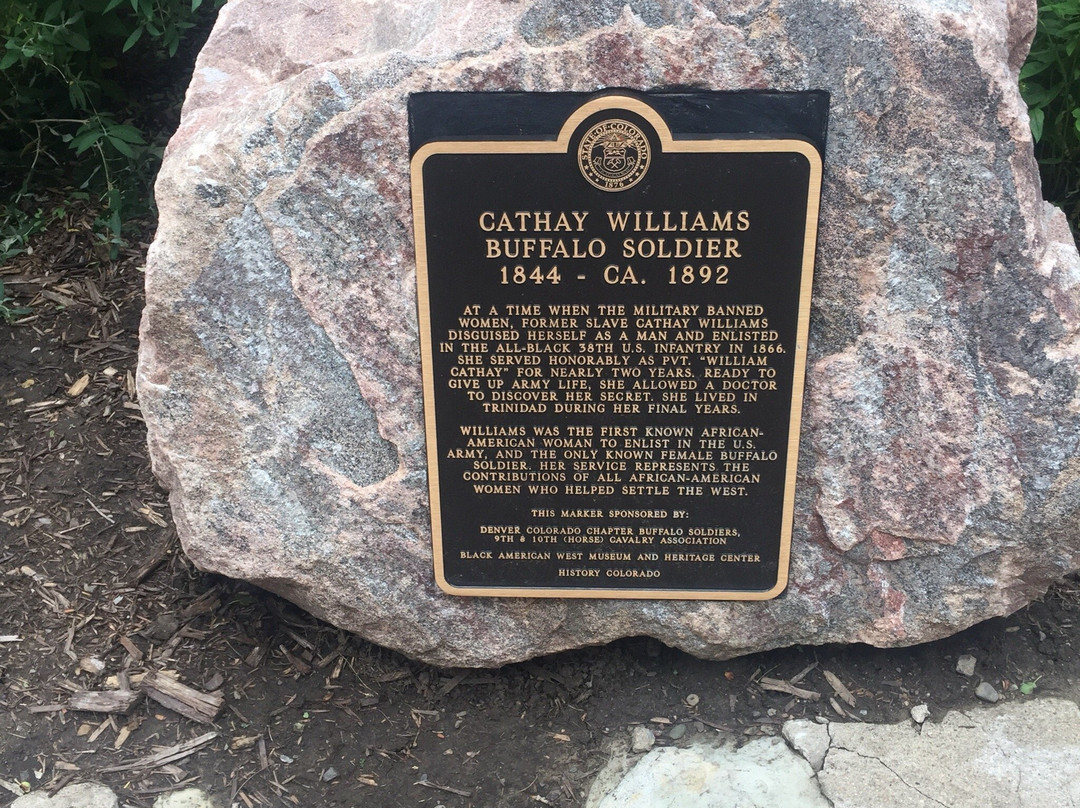 STATE OF COLORADO
1876
CATHAY WILLIAMS
BUFFALO SOLDIER
1844 - CA. 1892
AT A TIME WHEN THE MILITARY BANNED
WOMEN, FORMER SLAVE CATHAY WILLIAMS
DISGUISED HERSELF AS A MAN AND ENLISTED
IN THE ALL-BLACK 38TH U.S. INFANTRY IN 1866.
SHE SERVED HONORABLY AS PVT. “WILLIAM
CATHAY” FOR NEARLY TWO YEARS. READY TO
GIVE UP ARMY LIFE, SHE ALLOWED A DOCTOR
TO DISCOVER HER SECRET. SHE LIVED IN
TRINIDAD DURING HER FINAL YEARS.
WILLIAMS WAS THE FIRST KNOWN AFRICAN-
AMERICAN WOMAN TO ENLIST IN THE U.S.
ARMY, AND THE ONLY KNOWN FEMALE BUFFALO
SOLDIER. HER SERVICE REPRESENTS THE
CONTRIBUTIONS OF ALL AFRICAN-AMERICAN
WOMEN WHO HELPED SETTLE THE WEST.
THIS MARKER SPONSORED BY:
DENVER COLORADO CHAPTER BUFFALO SOLDIERS,
9TH & 10TH (HORSE) CAVALRY ASSOCIATION
BLACK AMERICAN WEST MUSEUM AND HERITAGE CENTER
HISTORY COLORADO